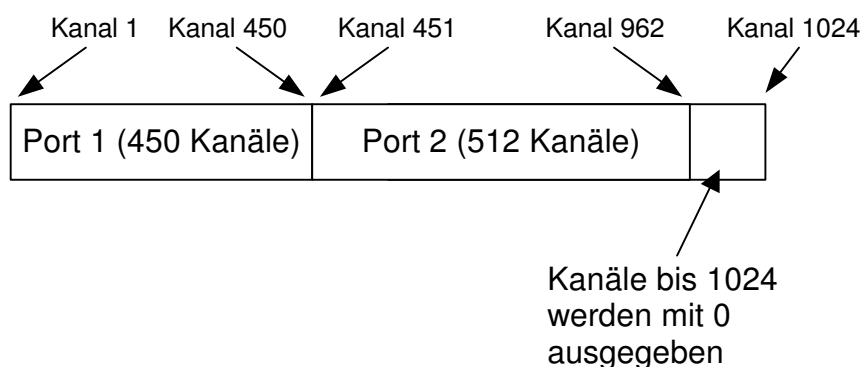 Kanal 1 Kanal 450 Kanal 451 Kanal 962 Kanal 1024
Port 1 (450 Kanäle) Port 2 (512 Kanäle)
Kanäle bis 1024
werden mit 0
ausgegeben